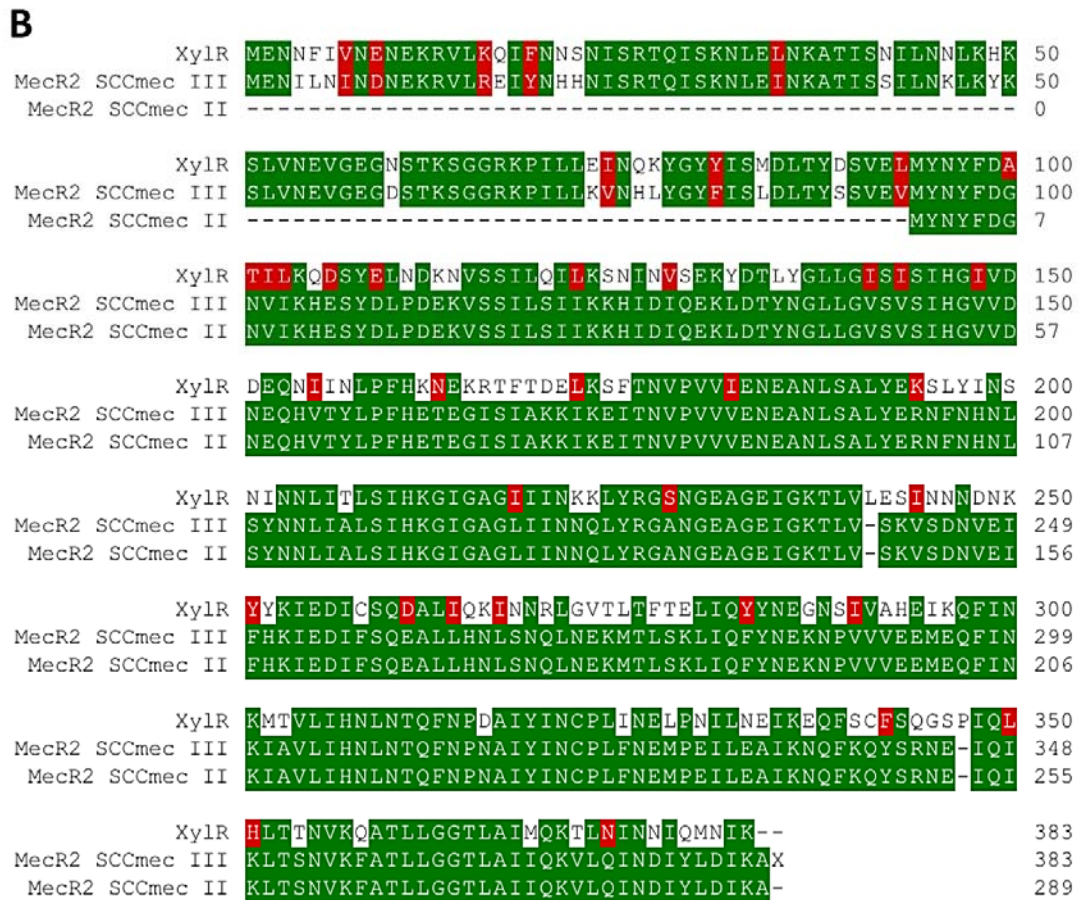 B
XylR MENNFIVNENEKRVLKQIFNNSNISRTQISKNLELNKATISNILNNLKHK 50
MecR2 SCCmec III MENILNINDNEKRVLREIYNHHNISRTQISKNLEINKATISSILNKLKYK 50
MecR2 SCCmec II -------------------------------------------------- 0
XylR SLVNEVGEGNSTKSGGRKPILLEINQKYGYYISMDLTYDSVELMYNYFDA 100
MecR2 SCCmec III SLVNEVGEGDSTKSGGRKPILLKVNHLYGYFISLDLTYSSVEVMYNYFDG 100
MecR2 SCCmec II -------------------------------------------MYNYFDG 7
XylR TILKQDSYELNDKNVSSILQILKSNINVSEKYDTLYGLLGISISIHGIVD 150
MecR2 SCCmec III NVIKHESYDLPDEKVSSILSIIKKHIDIQEKLDTYNGLLGVSVSIHGVVD 150
MecR2 SCCmec II NVIKHESYDLPDEKVSSILSIIKKHIDIQEKLDTYNGLLGVSVSIHGVVD 57
XylR DEQNIINLPFHKNEKRTFTDELKSFTNVPVVIENEANLSALYEKSLYINS 200
MecR2 SCCmec III NEQHVTYLPFHETEGISIAKKIKEITNVPVVVENEANLSALYERNFNHNL 200
MecR2 SCCmec II NEQHVTYLPFHETEGISIAKKIKEITNVPVVVENEANLSALYERNFNHNL 107
XylR NINNLITLSIHKGIGAGIIINKKLYRGSNGEAGEIGKTLVLESINNNDNK 250
MecR2 SCCmec III SYNNLIALSIHKGIGAGLIINNQLYRGANGEAGEIGKTLV-SKVSDNVEI 249
MecR2 SCCmec II SYNNLIALSIHKGIGAGLIINNQLYRGANGEAGEIGKTLV-SKVSDNVEI 156
XylR YYKIEDICSQDALIQKINNRLGVTLTFTELIQYYNEGNSIVAHEIKQFIN 300
MecR2 SCCmec III FHKIEDIFSQEALLHNLSNQLNEKMTLSKLIQFYNEKNPVVVEEMEQFIN 299
MecR2 SCCmec II FHKIEDIFSQEALLHNLSNQLNEKMTLSKLIQFYNEKNPVVVEEMEQFIN 206
XylR KMTVLIHNLNTQFNPDAIYINCPLINELPNILNEIKEQFSCFSQGSPIQL 350
MecR2 SCCmec III KIAVLIHNLNTQFNPNAIYINCPLFNEMPEILEAIKNQFKQYSRNE-IQI 348
MecR2 SCCmec II KIAVLIHNLNTQFNPNAIYINCPLFNEMPEILEAIKNQFKQYSRNE-IQI 255
XylR HLTTNVKQATLLGGTLAIMQKTLNINNIQMNIK-- 383
MecR2 SCCmec III KLTSNVKFATLLGGTLAIIQKVLQINDIYLDIKAX 383
MecR2 SCCmec II KLTSNVKFATLLGGTLAIIQKVLQINDIYLDIKA- 289